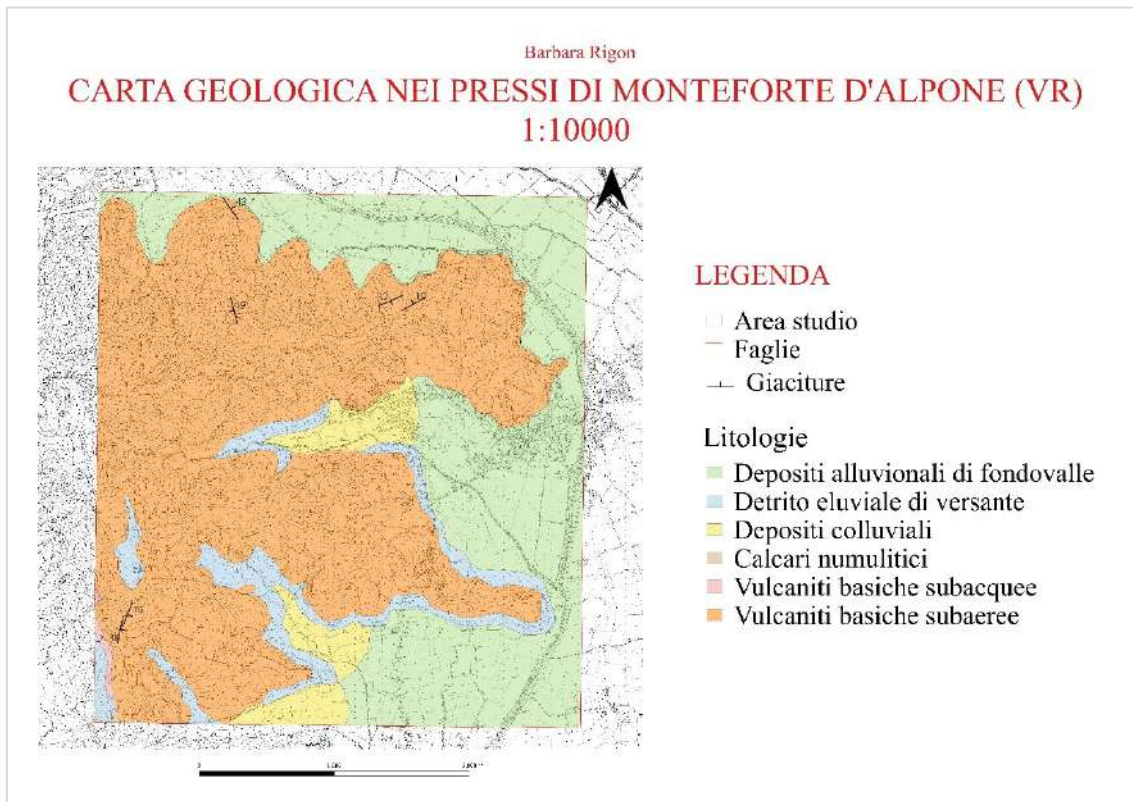 Barbara Rigon
CARTA GEOLOGICA NEI PRESSI DI MONTEFORTE D'ALPONE (VR)
1:10000
LEGENDA
Area studio
Faglie
Giaciture
Litologie
Depositi alluvionali di fondovalle
Detrito eluviale di versante
Depositi colluviali
Calcari numulitici
Vulcaniti basiche subacquee
Vulcaniti basiche subaeree